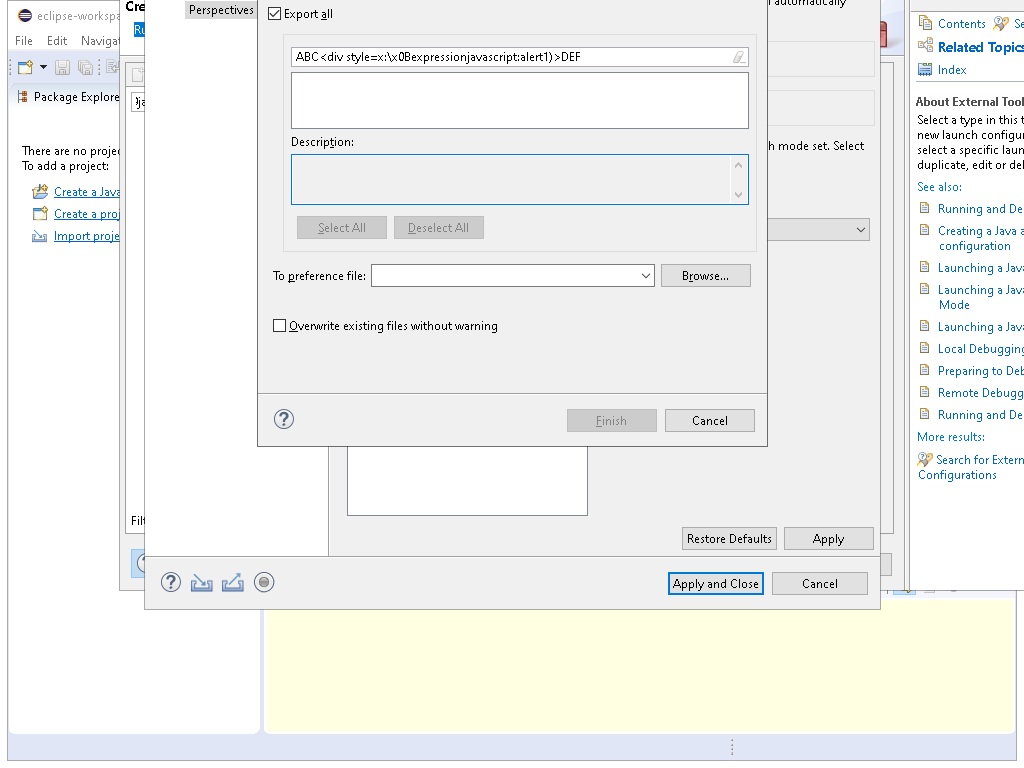 eclipse-workspa
File Edit Navigat
Package Explore
There are no projec
To add a project:
Create a Java
Create a proj
Import proje
Cre
Ru
Filt
Perspectives
Export all
ABC<div style=x:\x0Bexpressionjavascript:alert1)>DEF
Description:
Select All Deselect All
To preference file: Browse...
Overwrite existing files without warning
Finish Cancel
automatically
h mode set. Select
Restore Defaults Apply
Apply and Close Cancel
Contents Se
Related Topics
Index
About External Tool
Select a type in this t
new launch configur
select a specific laun
duplicate, edit or del
See also:
Running and De
Creating a Java a
configuration
Launching a Java
Launching a Java
Mode
Launching a Java
Local Debugging
Preparing to Deb
Remote Debugg
Running and De
More results:
Search for Extern
Configurations